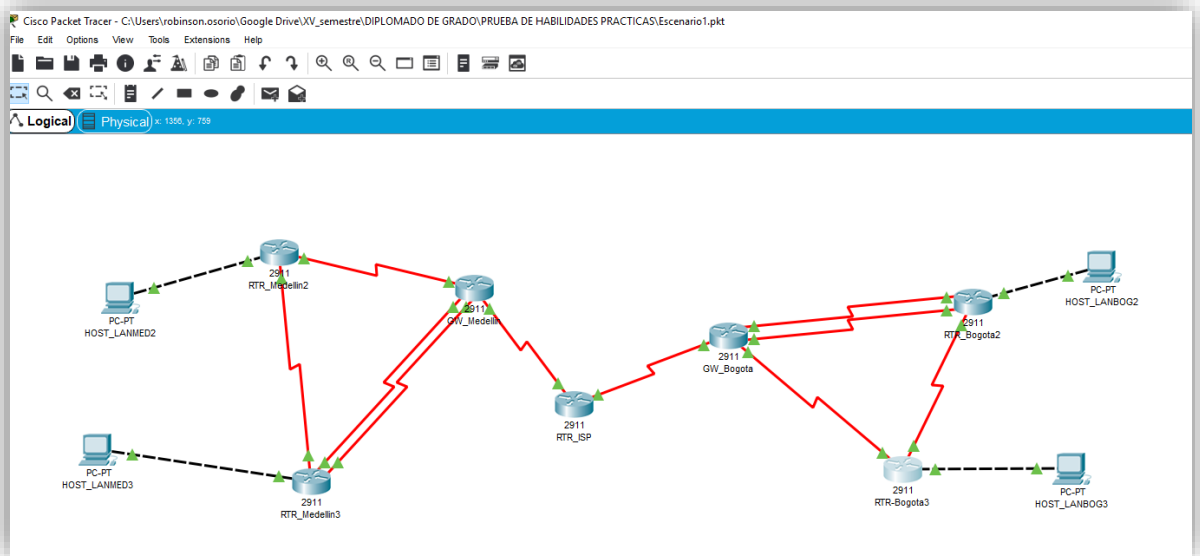 Cisco Packet Tracer - C:\Users\robinson.osorio\Google Drive\XV_semestre\DIPLOMADO DE GRADO\PRUEBA DE HABILIDADES PRACTICAS\Escenario1.pkt
File Edit Options View Tools Extensions Help
Logical Physical x: 1356, y: 759
2911
RTR_Medellin2
PC-PT
HOST_LANMED2
2911
GW_Medellin
PC-PT
HOST_LANBOG2
2911
RTR_Bogota2
2911
GW_Bogota
2911
RTR_ISP
PC-PT
HOST_LANMED3
2911
RTR_Medellin3
2911
RTR-Bogota3
PC-PT
HOST_LANBOG3